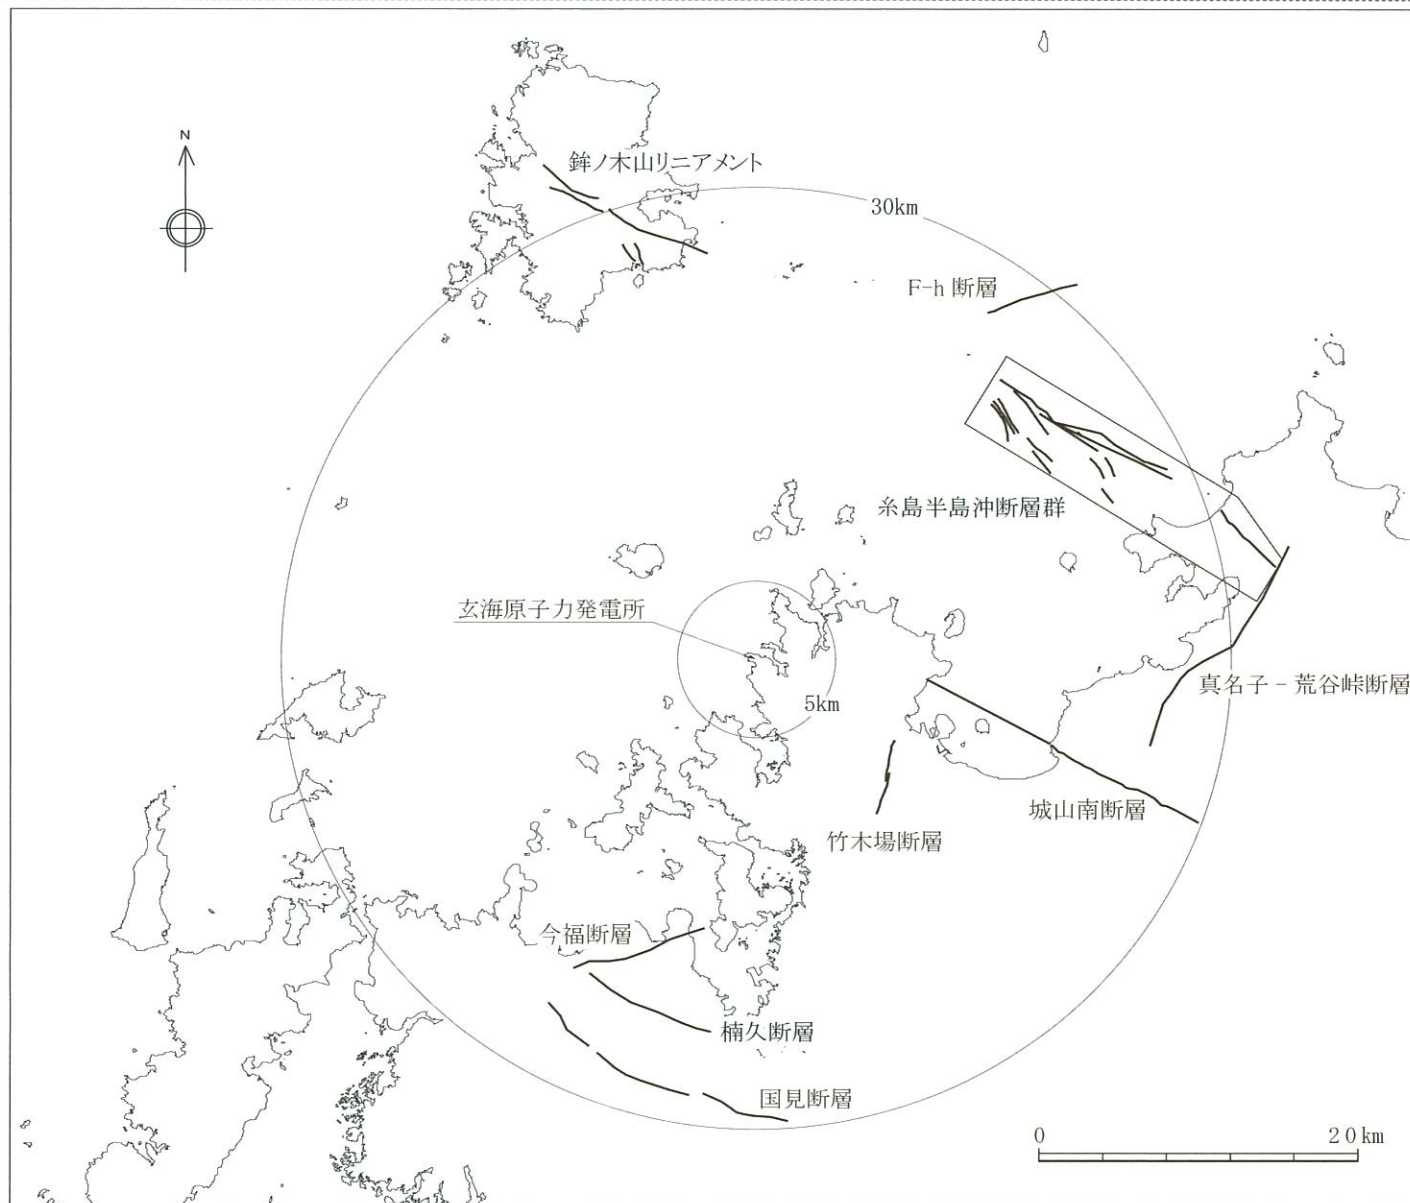 N
鉾ノ木山リニアメント
30km
F-h 断層
糸島半島沖断層群
玄海原子力発電所
5km
真名子－荒谷峠断層
城山南断層
竹木場断層
今福断層
楠久断層
国見断層
0
20km